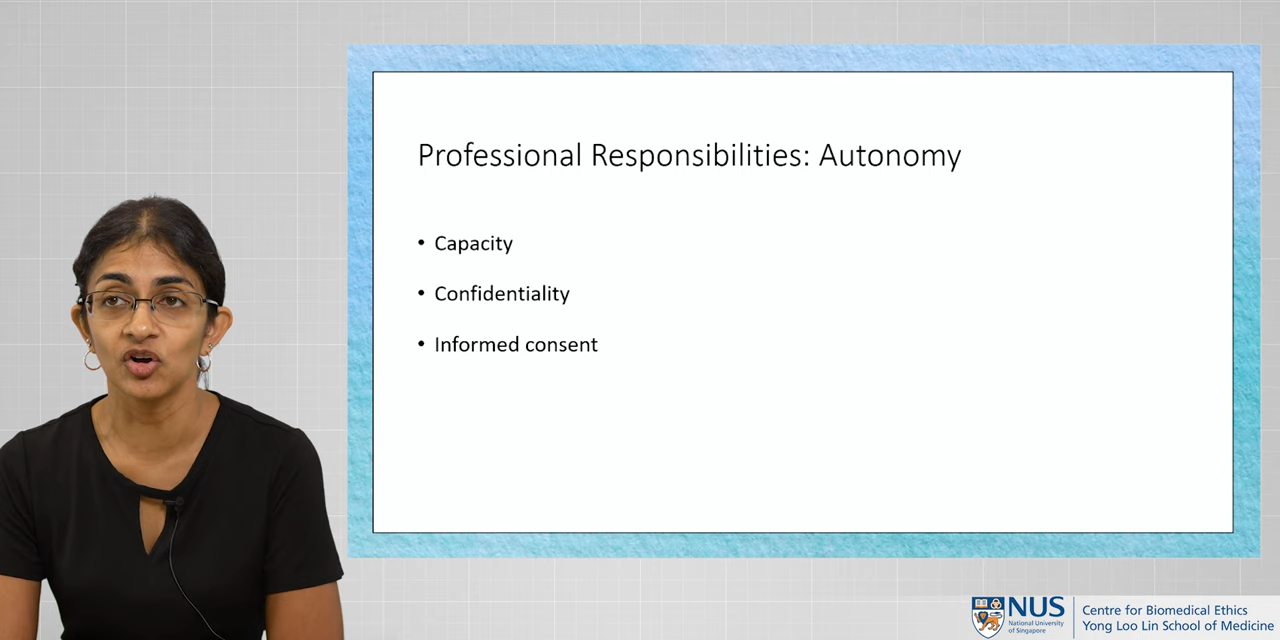 Professional Responsibilities: Autonomy
• Capacity
• Confidentiality
• Informed consent
NUS
National University
of Singapore
Centre for Biomedical Ethics
Yong Loo Lin School of Medicine